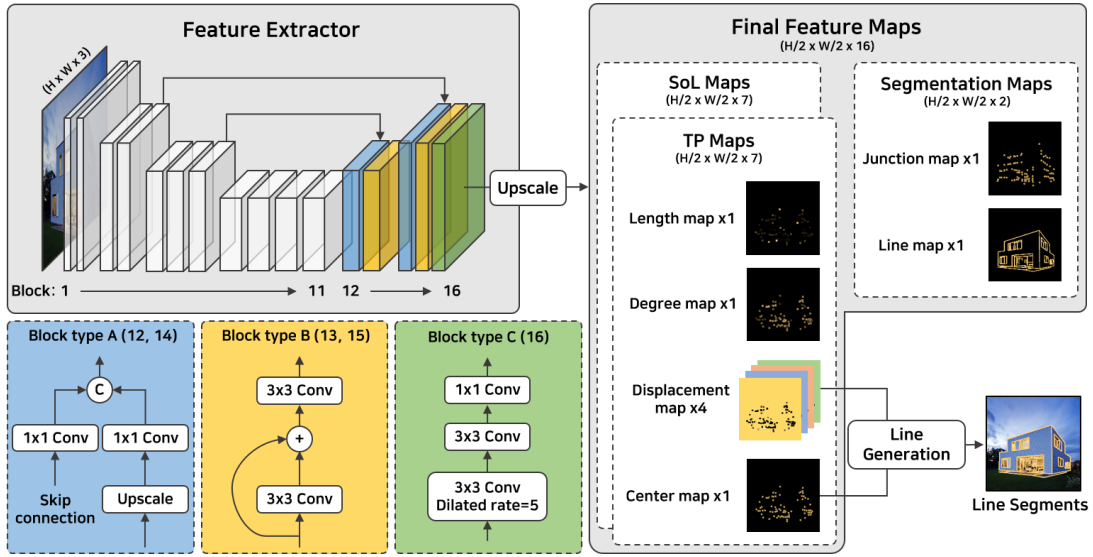 Feature Extractor
(H x W x 3)
Block: 1
11
12
16
Upscale
Final Feature Maps
(H/2 x W/2 x 16)
SoL Maps
(H/2 x W/2 x 7)
TP Maps
(H/2 x W/2 x 7)
Length map x1
Degree map x1
Displacement
map x4
Center map x1
Segmentation Maps
(H/2 x W/2 x 2)
Junction map x1
Line map x1
Line
Generation
Line Segments
Block type A (12, 14)
C
1x1 Conv
1x1 Conv
Skip
connection
Upscale
Block type B (13, 15)
3x3 Conv
+
3x3 Conv
Block type C (16)
1x1 Conv
3x3 Conv
3x3 Conv
Dilated rate=5